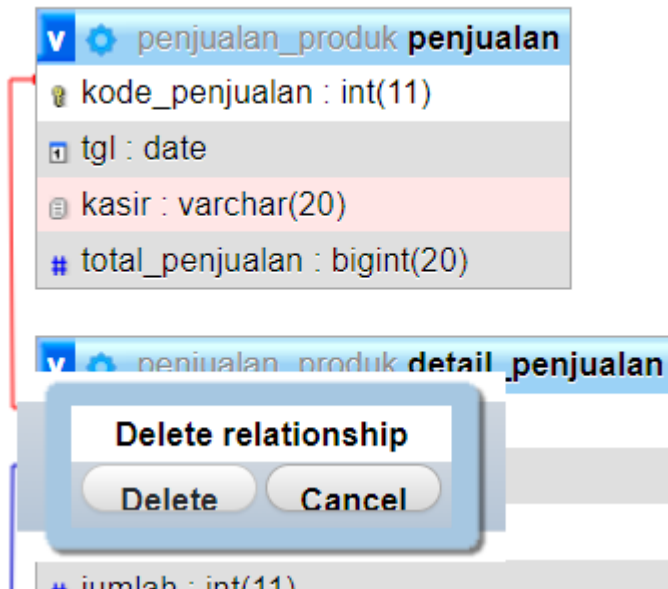 v penjualan_produk penjualan
kode_penjualan : int(11)
tgl : date
kasir : varchar(20)
# total_penjualan : bigint(20)
v penjualan_produk detail_penjualan
Delete relationship
Delete Cancel
# jumlah : int(11)